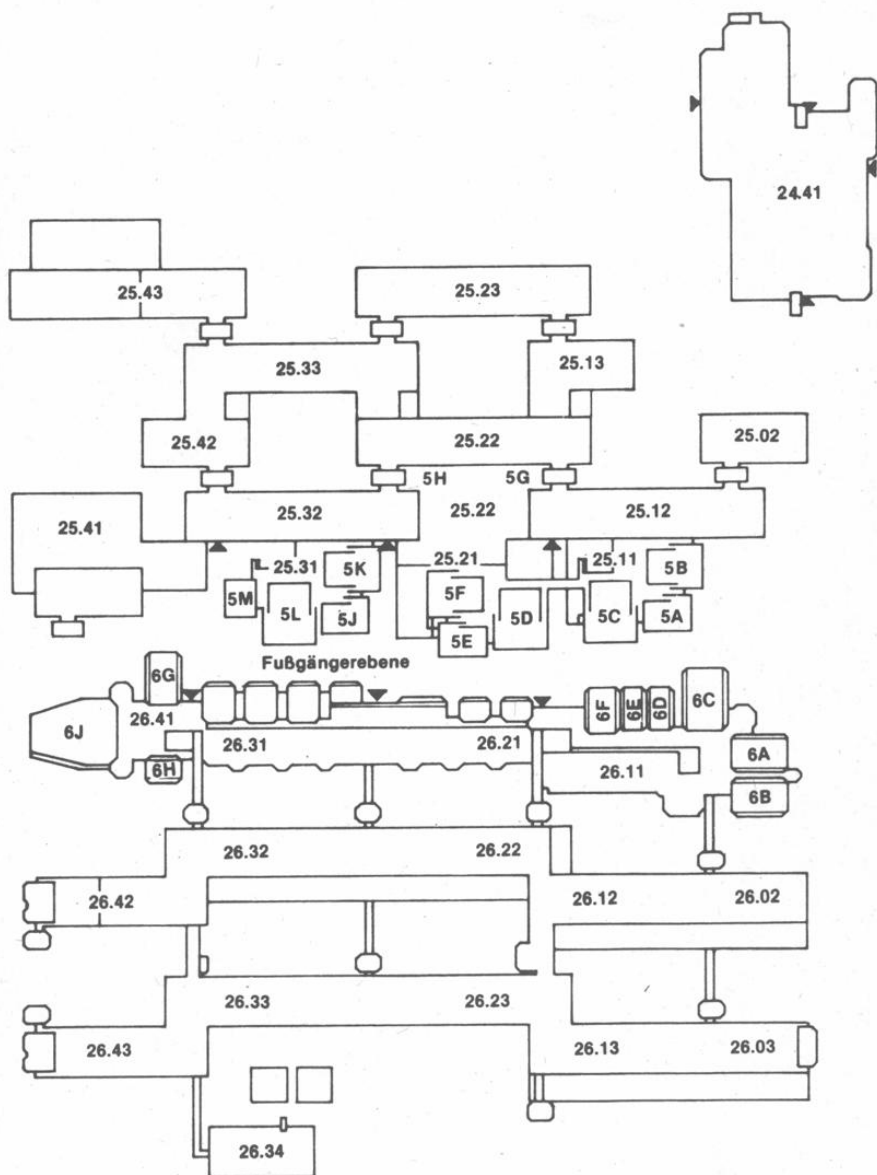 24.41
25.43
25.23
25.33
25.13
25.42
25.22
25.02
5H
5G
25.41
25.32
25.22
25.12
25.31
5K
25.21
25.11
5B
5M
5L
5J
5F
5E
5D
5C
5A
Fußgängerebene
6G
6J
26.41
6F
6E
6D
6C
26.31
26.21
6H
26.11
6A
6B
26.32
26.22
26.42
26.12
26.02
26.33
26.23
26.43
26.13
26.03
26.34